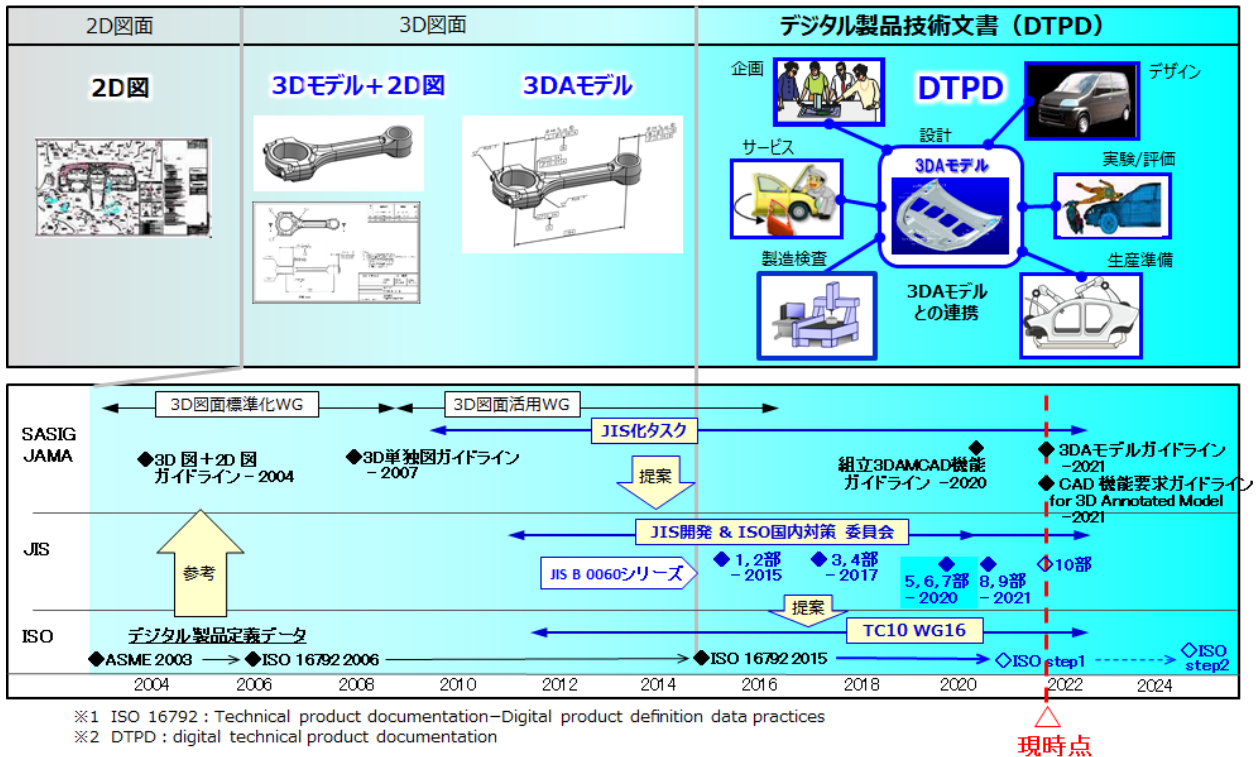 2D図面
3D図面
デジタル製品技術文書（DTPD）
2D図
3Dモデル＋2D図
3DAモデル
DTPD
企画
デザイン
設計
サービス
3DAモデル
実験/評価
製造検査
生産準備
3DAモデル
との連携
3D図面標準化WG
3D図面活用WG
SASIG
JAMA
JIS化タスク
◆3D 図＋2D 図
ガイドライン－2004
◆3D単独図ガイドライン
－2007
提案
組立3DAMCAD機能
ガイドライン －2020
◆3DAモデルガイドライン
－2021
◆CAD 機能要求ガイドライン
for 3D Annotated Model
－2021
JIS
JIS開発 & ISO国内対策 委員会
参考
JIS B 0060シリーズ
◆1,2部
－2015
◆3,4部
－2017
5,6,7部
－2020
8,9部
－2021
◇10部
提案
ISO
デジタル製品定義データ
TC10 WG16
◆ASME 2003
◆ISO 16792 2006
◆ISO 16792 2015
◇ISO step1
◇ISO
step2
2004 2006 2008 2010 2012 2014 2016 2018 2020 2022 2024
※1 ISO 16792：Technical product documentation−Digital product definition data practices
※2 DTPD：digital technical product documentation
現時点